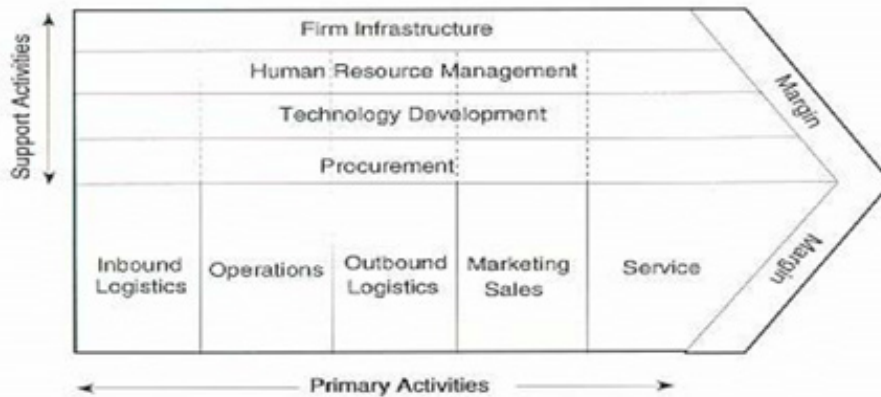 Firm Infrastructure
Human Resource Management
Technology Development
Procurement
Support Activities
Inbound
Logistics
Operations
Outbound
Logistics
Marketing
Sales
Service
Margin
Margin
Primary Activities